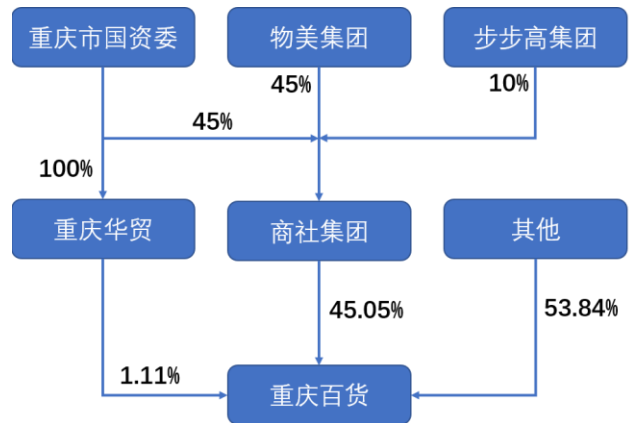 重庆市国资委
物美集团
步步高集团
45%
10%
45%
100%
重庆华贸
商社集团
其他
45.05%
53.84%
1.11%
重庆百货